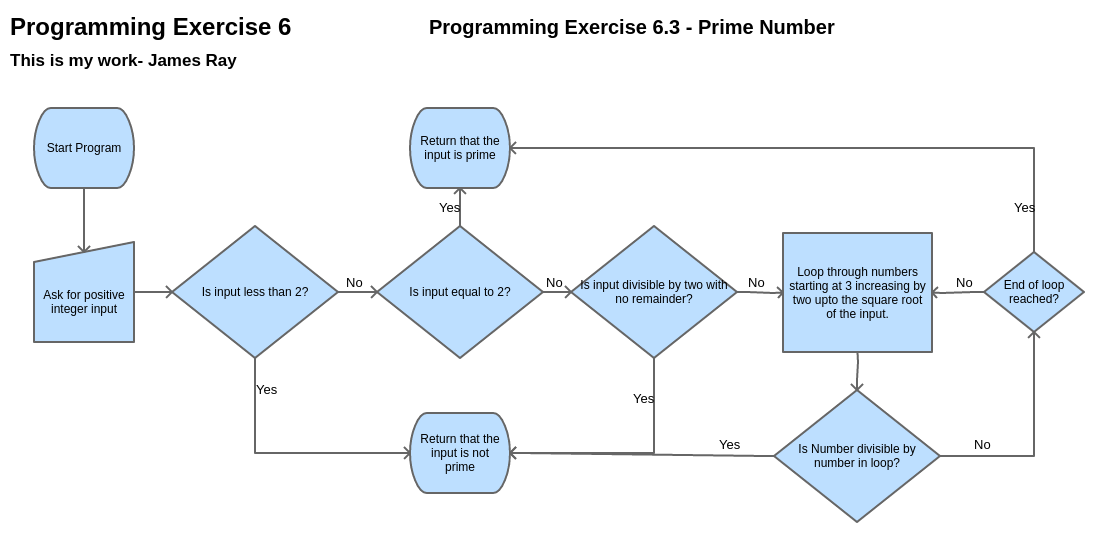 Programming Exercise 6
Programming Exercise 6.3 - Prime Number
This is my work- James Ray
Start Program
Return that the
input is prime
Yes
Yes
Ask for positive
integer input
Is input less than 2?
No
Is input equal to 2?
No
Is input divisible by two with
no remainder?
No
Loop through numbers
starting at 3 increasing by
two upto the square root
of the input.
No
End of loop
reached?
Yes
Yes
Return that the
input is not
prime
Yes
Is Number divisible by
number in loop?
No